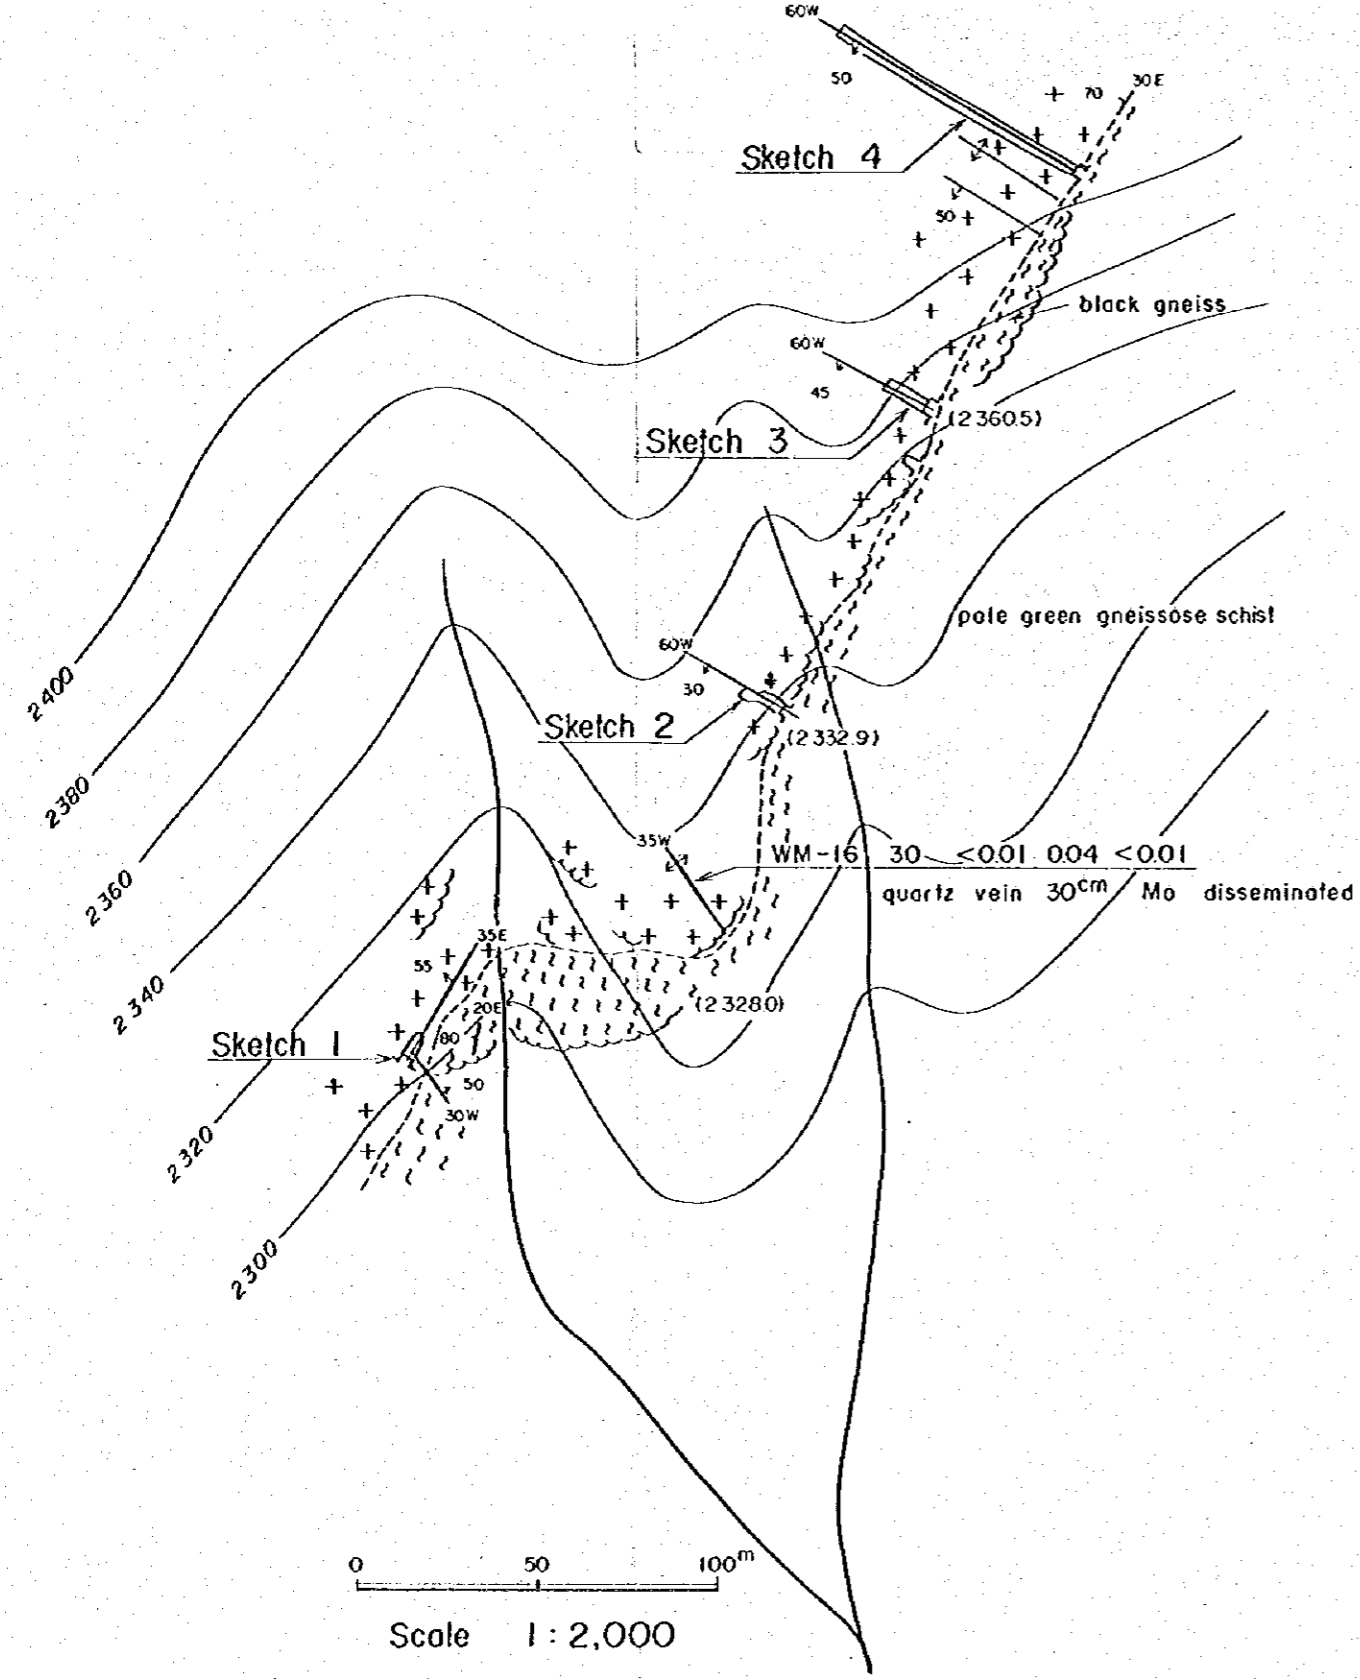 60W
50
70
30E
Sketch 4
50
black gneiss
60W
45
(2360.5)
Sketch 3
pale green gneissose schist
60W
30
2400
Sketch 2
(2332.9)
2380
35W
WM-16 30 <0.01 0.04 <0.01
quartz vein 30cm Mo disseminated
2360
35E
55
2340
20E
(2328.0)
Sketch 1
80
50
30W
2320
2300
0 50 100m
Scale 1:2,000